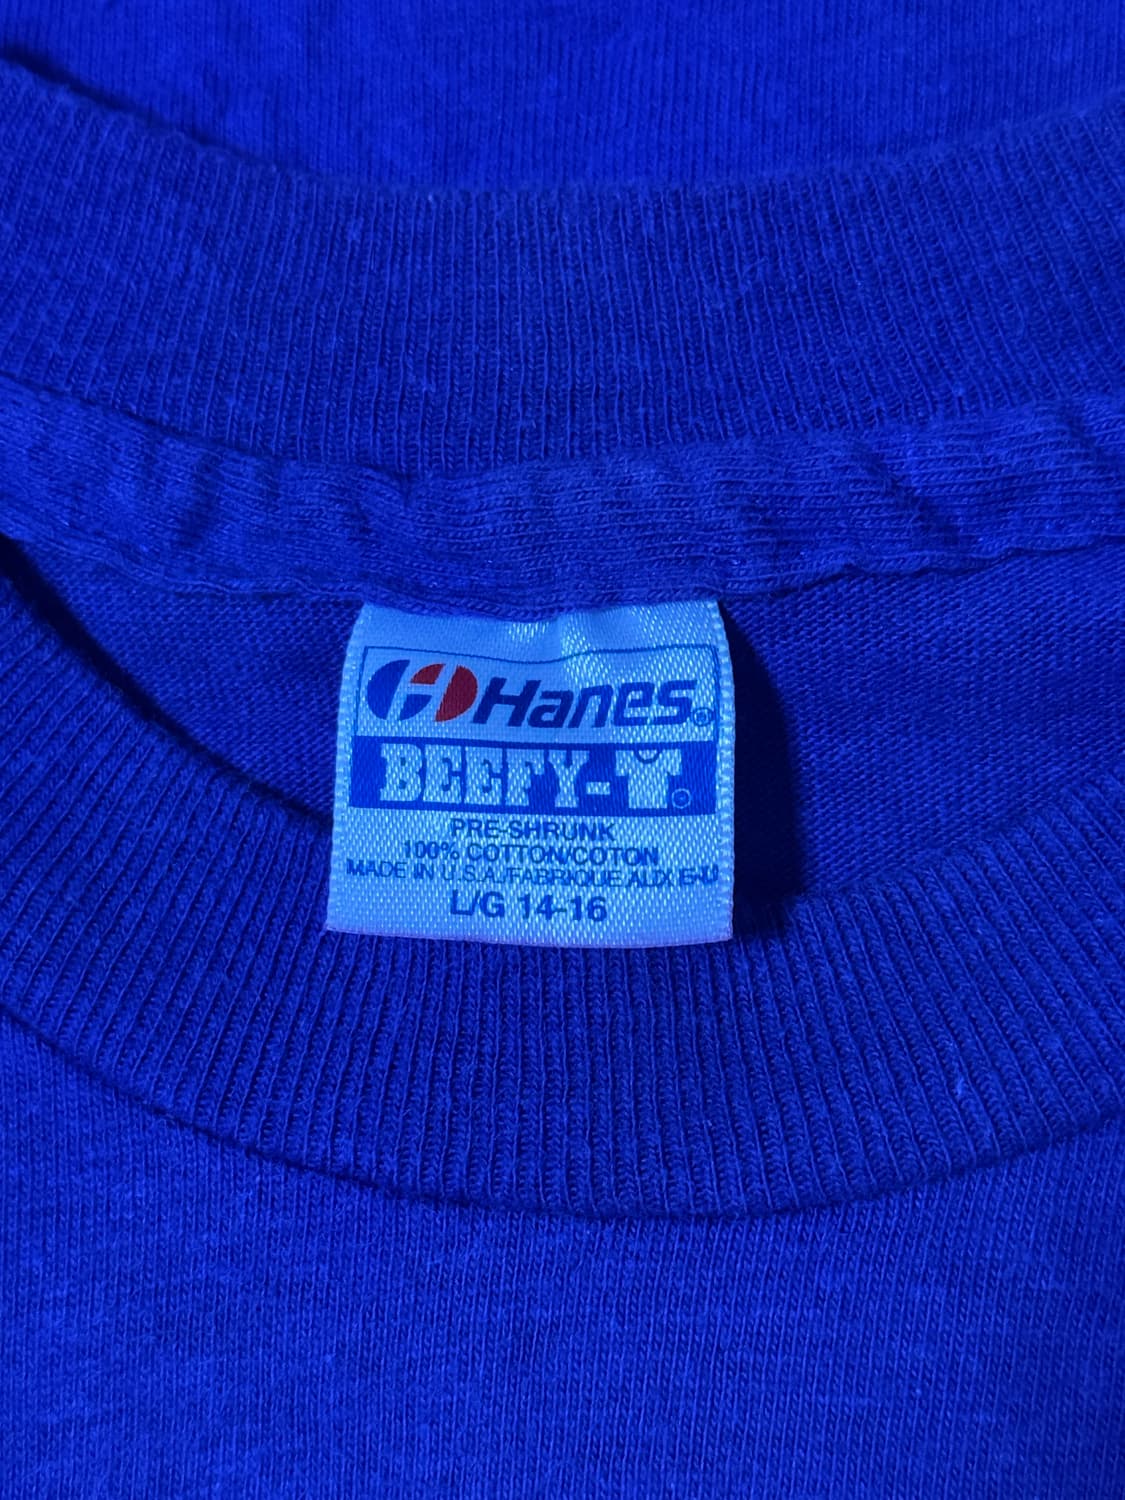 Hanes®
BEEFY-T®
PRE-SHRUNK
100% COTTON/COTON
MADE IN U.S.A./FABRIQUE AUX E-U
L/G 14-16